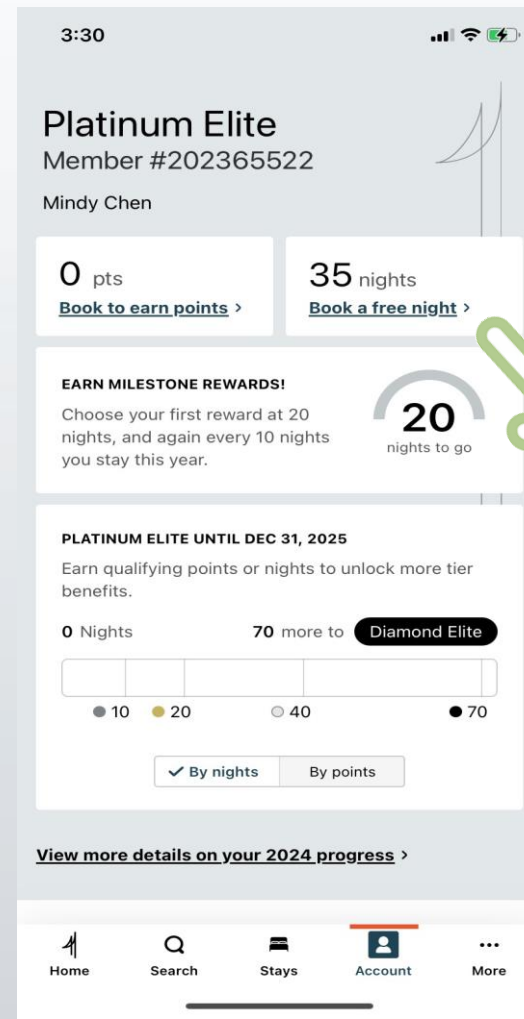 3:30
Platinum Elite
Member #202365522
Mindy Chen
0 pts
Book to earn points >
35 nights
Book a free night >
EARN MILESTONE REWARDS!
Choose your first reward at 20
nights, and again every 10 nights
you stay this year.
20
nights to go
PLATINUM ELITE UNTIL DEC 31, 2025
Earn qualifying points or nights to unlock more tier
benefits.
0 Nights 70 more to Diamond Elite
10 20 40 70
By nights By points
View more details on your 2024 progress >
Home Search Stays Account More